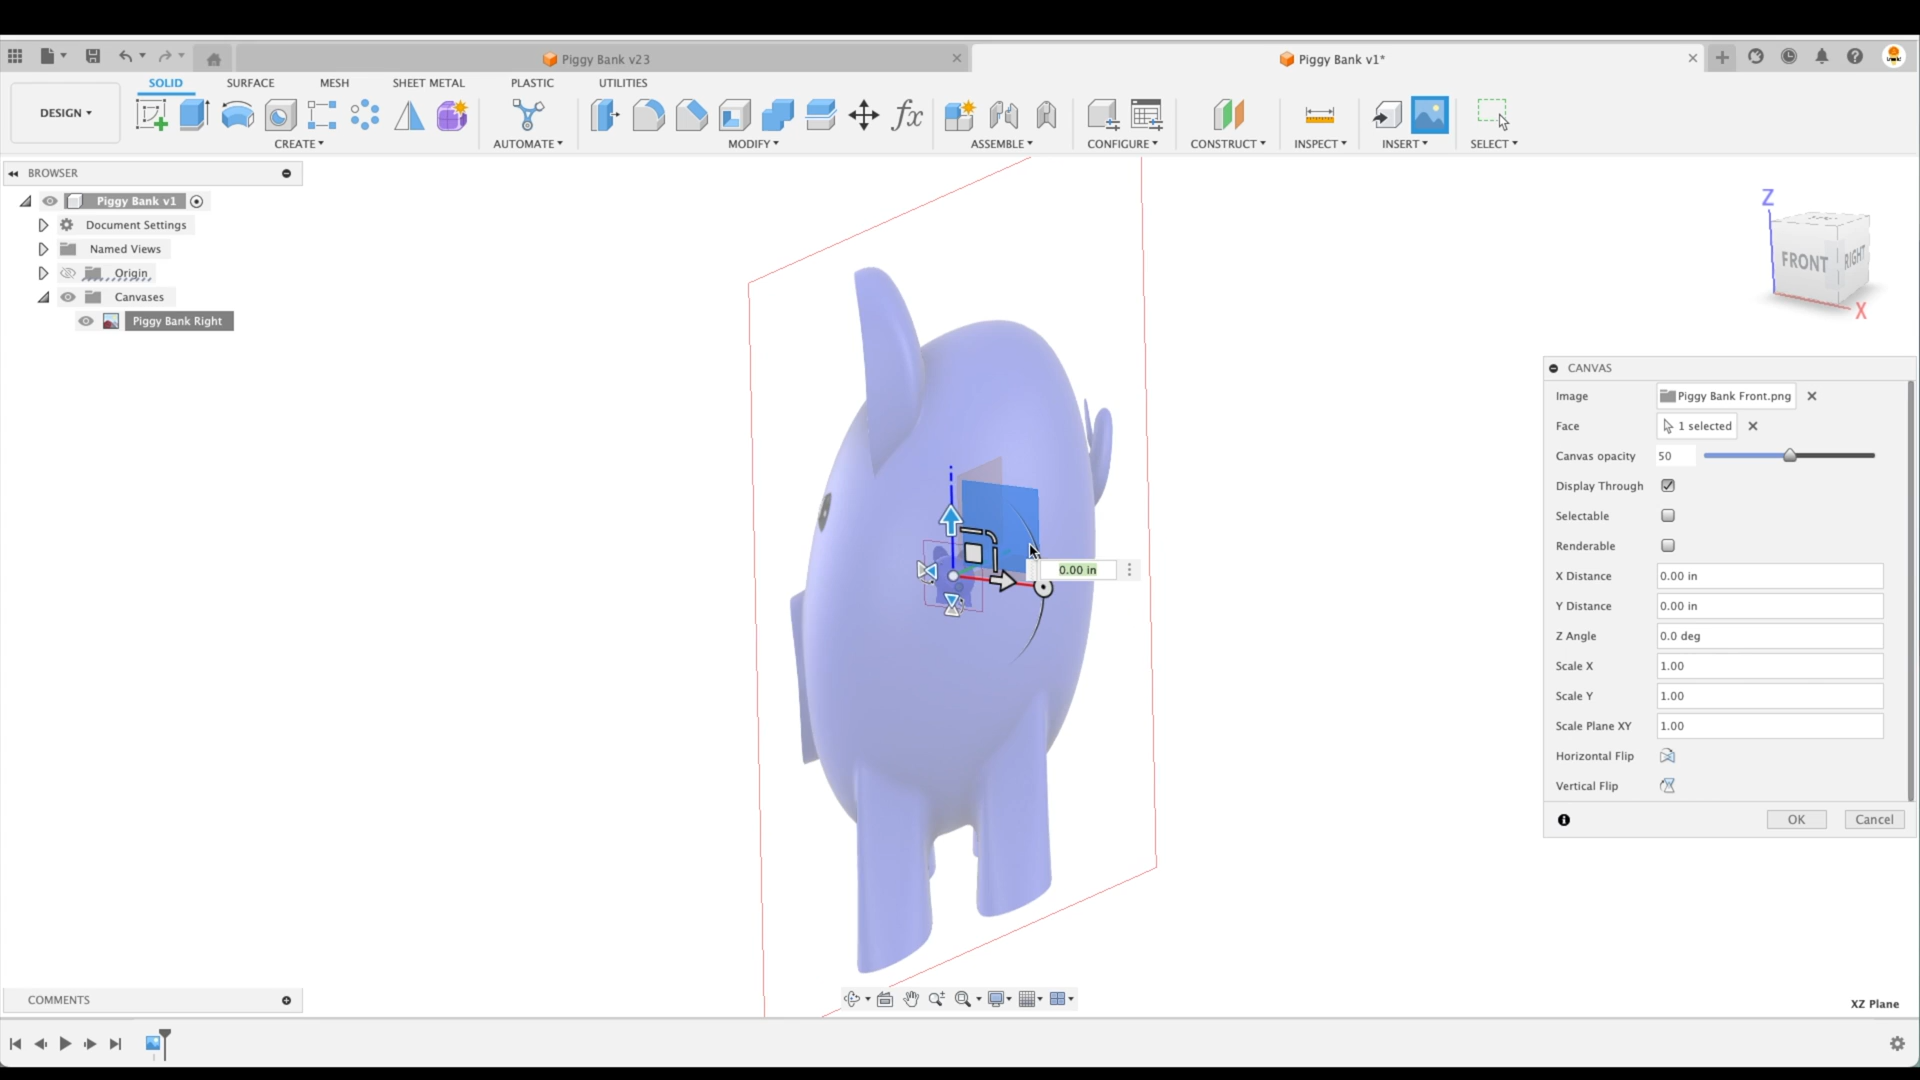 Piggy Bank v23
Piggy Bank v1*
DESIGN
SOLID
SURFACE
MESH
SHEET METAL
PLASTIC
UTILITIES
fx
CREATE
AUTOMATE
MODIFY
ASSEMBLE
CONFIGURE
CONSTRUCT
INSPECT
INSERT
SELECT
BROWSER
Piggy Bank v1
Document Settings
Named Views
Origin
Canvases
Piggy Bank Right
Z
FRONT
RIGHT
X
0.00 in
CANVAS
Image
Piggy Bank Front.png
Face
1 selected
Canvas opacity
50
Display Through
Selectable
Renderable
X Distance
0.00 in
Y Distance
0.00 in
Z Angle
0.0 deg
Scale X
1.00
Scale Y
1.00
Scale Plane XY
1.00
Horizontal Flip
Vertical Flip
OK
Cancel
COMMENTS
XZ Plane